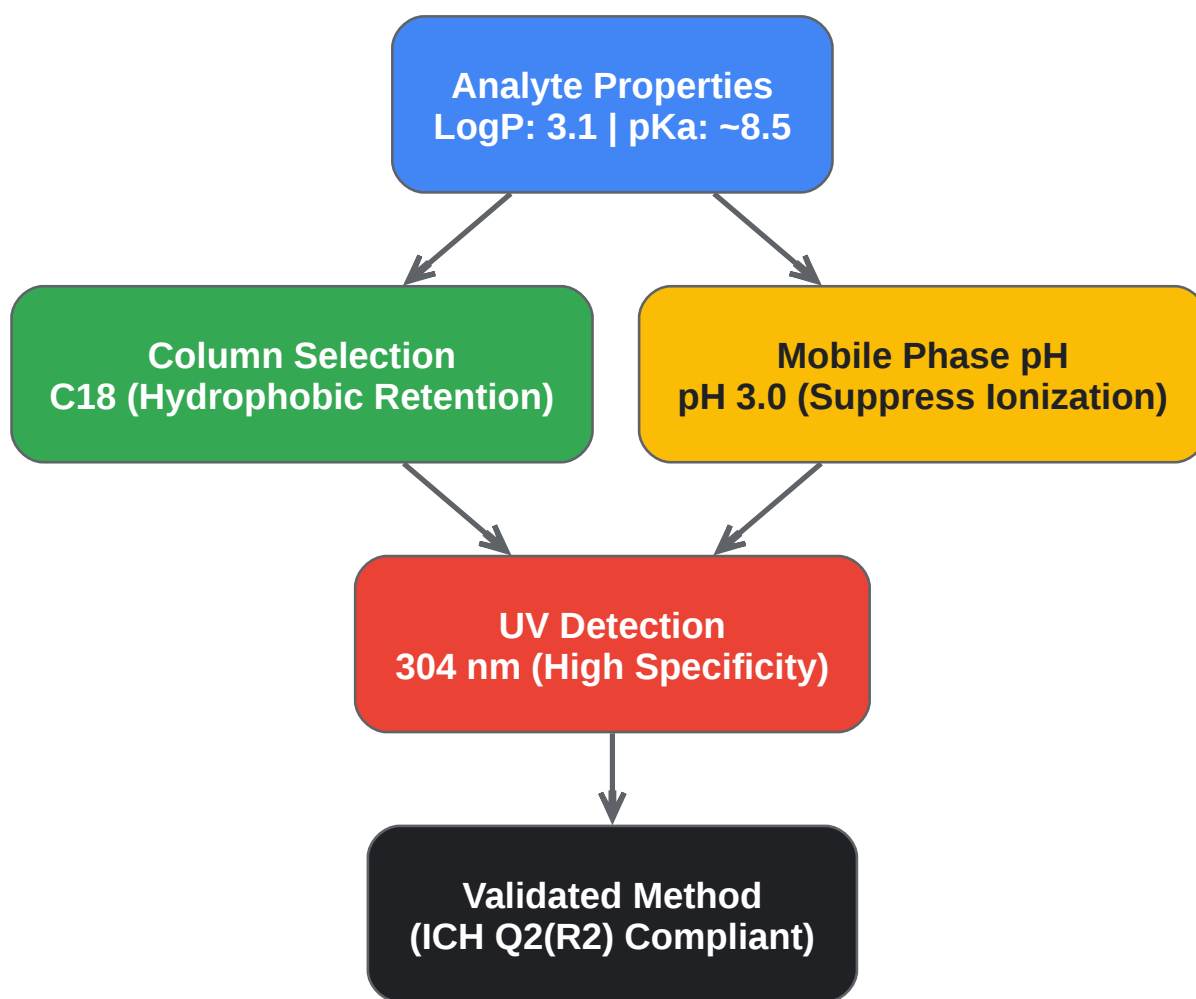 Analyte Properties
LogP: 3.1 | pKa: ~8.5
Column Selection
C18 (Hydrophobic Retention)
Mobile Phase pH
pH 3.0 (Suppress Ionization)
UV Detection
304 nm (High Specificity)
Validated Method
(ICH Q2(R2) Compliant)